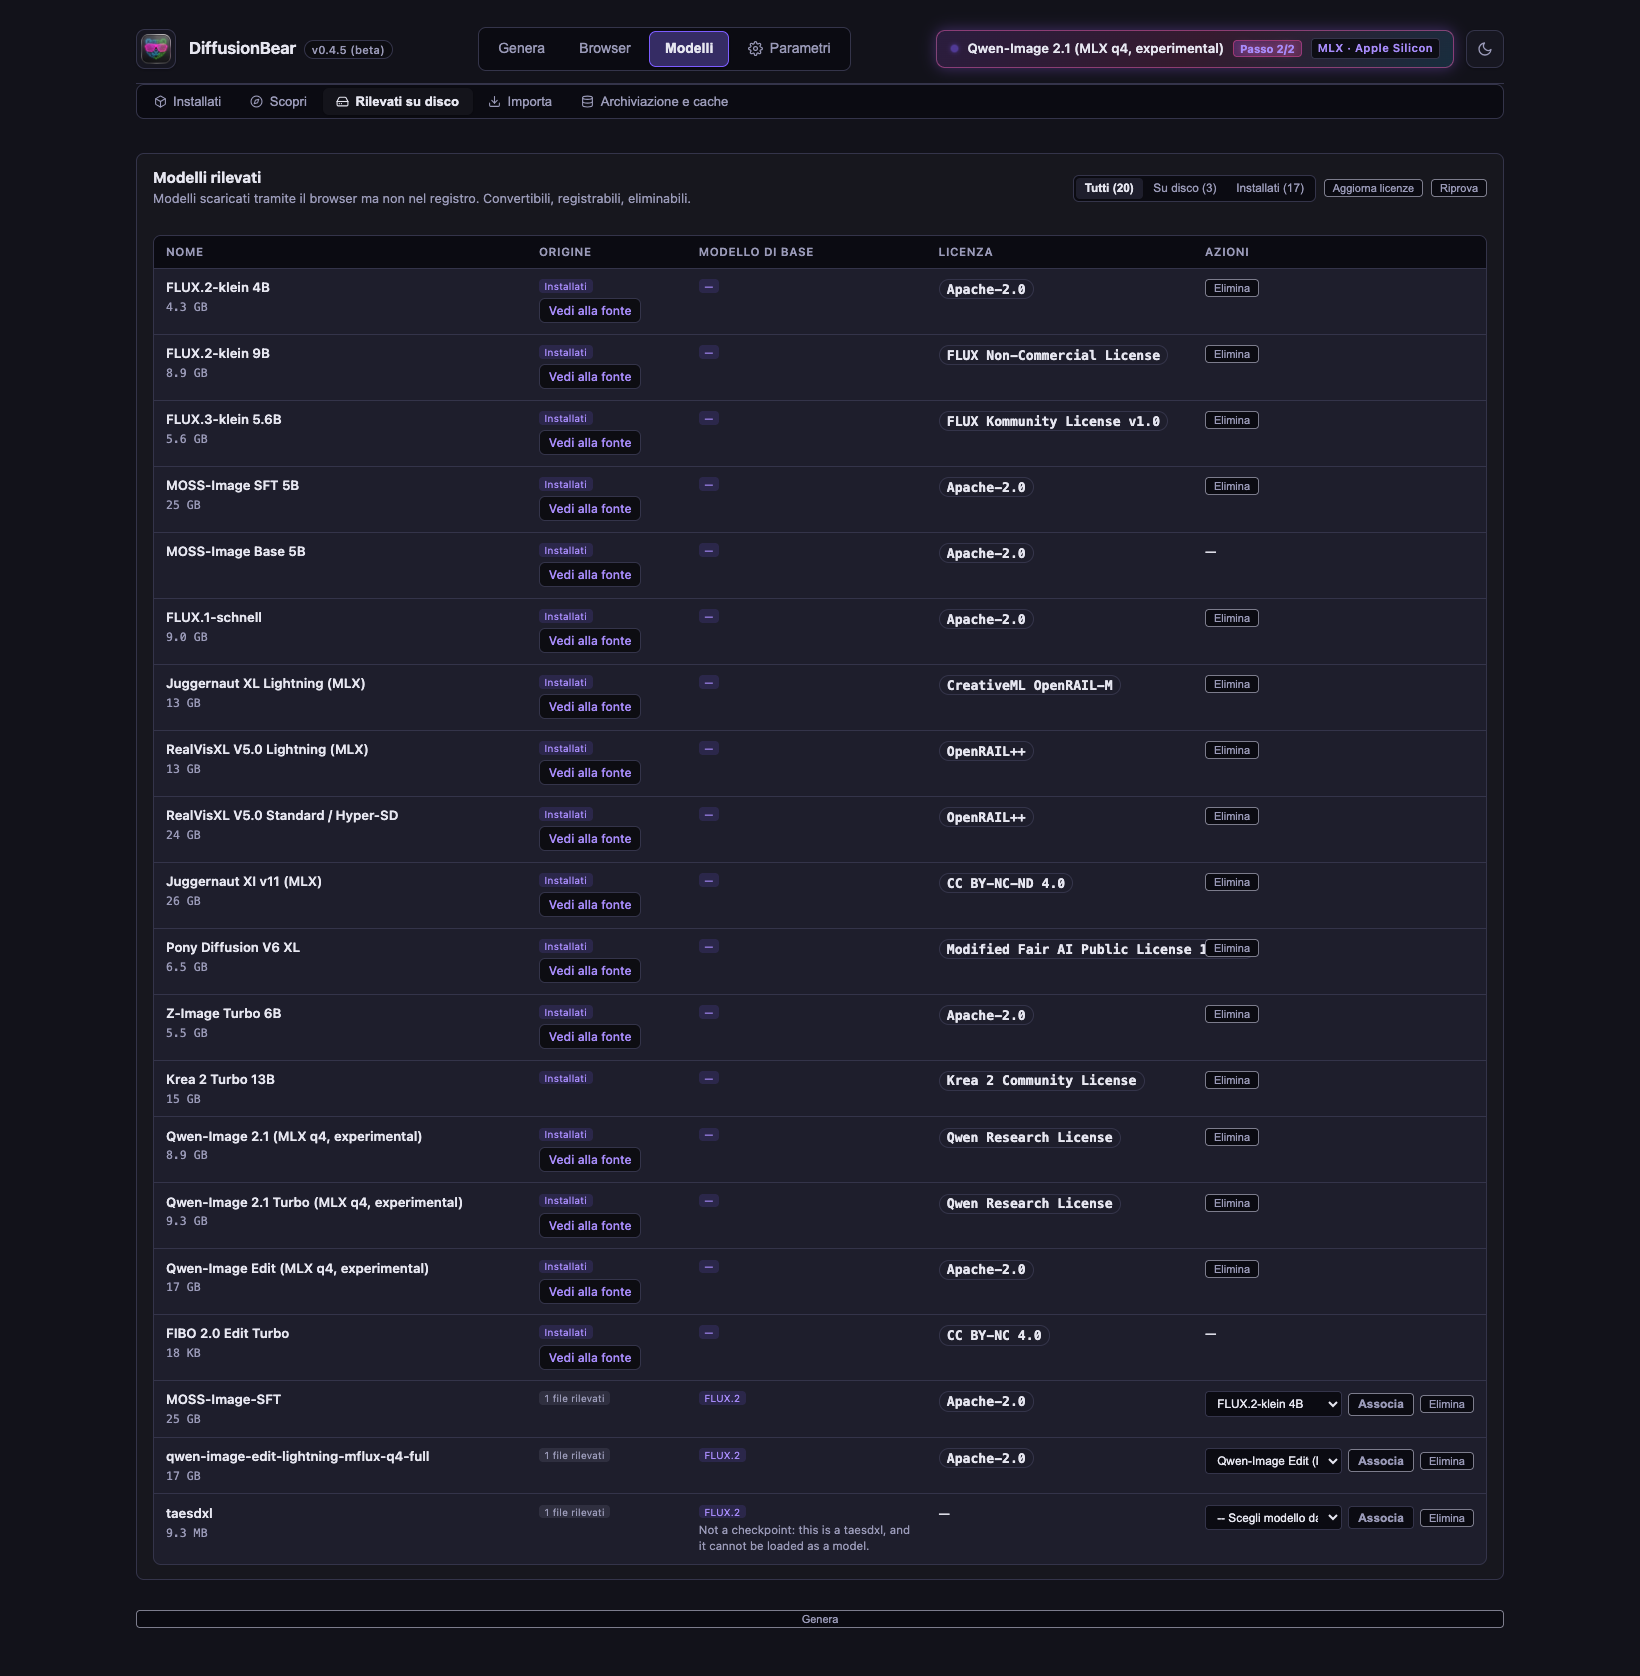 DiffusionBear v0.4.5 (beta)
Genera Browser Modelli Parametri
Qwen-Image 2.1 (MLX q4, experimental) Passo 2/2 MLX · Apple Silicon
Installati Scopri Rilevati su disco Importa Archiviazione e cache
Modelli rilevati
Modelli scaricati tramite il browser ma non nel registro. Convertibili, registrabili, eliminabili.
Tutti (20) Su disco (3) Installati (17) Aggiorna licenze Riprova
NOME ORIGINE MODELLO DI BASE LICENZA AZIONI
FLUX.2-klein 4B Installati — Apache-2.0 Elimina
4.3 GB Vedi alla fonte
FLUX.2-klein 9B Installati — FLUX Non-Commercial License Elimina
8.9 GB Vedi alla fonte
FLUX.3-klein 5.6B Installati — FLUX Kommunity License v1.0 Elimina
5.6 GB Vedi alla fonte
MOSS-Image SFT 5B Installati — Apache-2.0 Elimina
25 GB Vedi alla fonte
MOSS-Image Base 5B Installati — Apache-2.0 —
Vedi alla fonte
FLUX.1-schnell Installati — Apache-2.0 Elimina
9.0 GB Vedi alla fonte
Juggernaut XL Lightning (MLX) Installati — CreativeML OpenRAIL-M Elimina
13 GB Vedi alla fonte
RealVisXL V5.0 Lightning (MLX) Installati — OpenRAIL++ Elimina
13 GB Vedi alla fonte
RealVisXL V5.0 Standard / Hyper-SD Installati — OpenRAIL++ Elimina
24 GB Vedi alla fonte
Juggernaut XI v11 (MLX) Installati — CC BY-NC-ND 4.0 Elimina
26 GB Vedi alla fonte
Pony Diffusion V6 XL Installati — Modified Fair AI Public License 1 Elimina
6.5 GB Vedi alla fonte
Z-Image Turbo 6B Installati — Apache-2.0 Elimina
5.5 GB Vedi alla fonte
Krea 2 Turbo 13B Installati — Krea 2 Community License Elimina
15 GB
Qwen-Image 2.1 (MLX q4, experimental) Installati — Qwen Research License Elimina
8.9 GB Vedi alla fonte
Qwen-Image 2.1 Turbo (MLX q4, experimental) Installati — Qwen Research License Elimina
9.3 GB Vedi alla fonte
Qwen-Image Edit (MLX q4, experimental) Installati — Apache-2.0 Elimina
17 GB Vedi alla fonte
FIBO 2.0 Edit Turbo Installati — CC BY-NC 4.0 —
18 KB Vedi alla fonte
MOSS-Image-SFT 1 file rilevati FLUX.2 Apache-2.0 FLUX.2-klein 4B Associa Elimina
25 GB
qwen-image-edit-lightning-mflux-q4-full 1 file rilevati FLUX.2 Apache-2.0 Qwen-Image Edit (I Associa Elimina
17 GB
taesdxl 1 file rilevati FLUX.2 — -- Scegli modello da Associa Elimina
9.3 MB Not a checkpoint: this is a taesdxl, and
it cannot be loaded as a model.
Genera